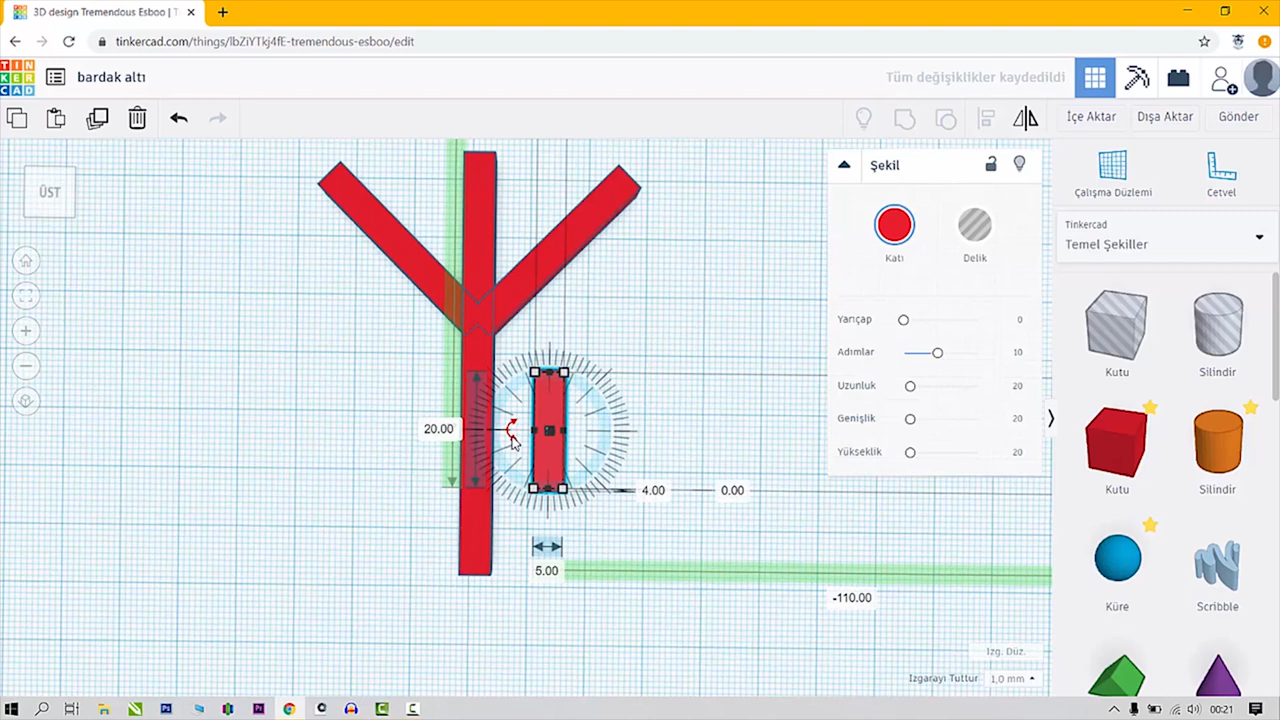 3D design Tremendous Esboo | T
tinkercad.com/things/lbZiYTkj4fE-tremendous-esboo/edit
TIN
KER
CAD
bardak altı
Tüm değişiklikler kaydedildi
İçe Aktar
Dışa Aktar
Gönder
ÜST
Şekil
Katı
Delik
Yarıçap
0
Adımlar
10
Uzunluk
20
Genişlik
20
Yükseklik
20
Çalışma Düzlemi
Cetvel
Tinkercad
Temel Şekiller
Kutu
Silindir
Kutu
Silindir
Küre
Scribble
20.00
4.00
0.00
5.00
-110.00
Izg. Düz.
Izgarayı Tuttur
1,0 mm
00:21